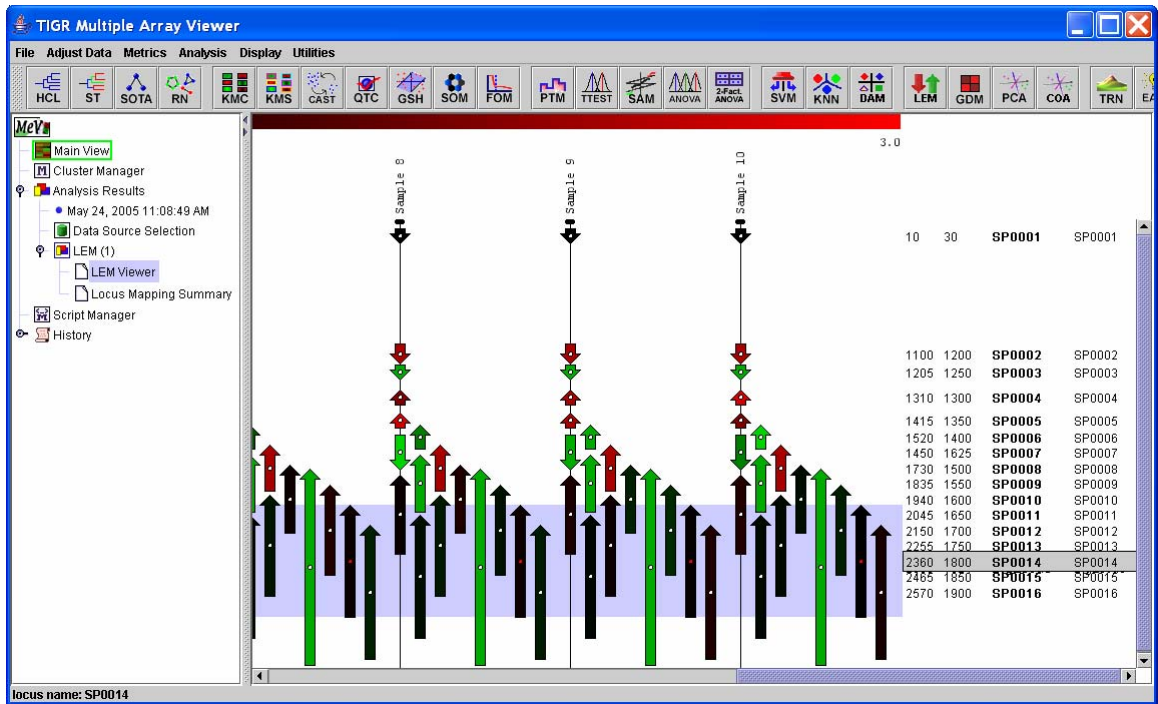 TIGR Multiple Array Viewer
File Adjust Data Metrics Analysis Display Utilities
HCL ST SOTA RN KMC KMS CAST QTC GSH SOM FOM PTM TTEST SAM ANOVA 2-Fact. ANOVA SVM KNN DAM LEM GDM PCA COA TRN EA
MeV
Main View
M Cluster Manager
Analysis Results
May 24, 2005 11:08:49 AM
Data Source Selection
LEM (1)
LEM Viewer
Locus Mapping Summary
Script Manager
History
3.0
Sample 8
Sample 9
Sample 10
10 30 SP0001 SP0001
1100 1200 SP0002 SP0002
1205 1250 SP0003 SP0003
1310 1300 SP0004 SP0004
1415 1350 SP0005 SP0005
1520 1400 SP0006 SP0006
1450 1625 SP0007 SP0007
1730 1500 SP0008 SP0008
1835 1550 SP0009 SP0009
1940 1600 SP0010 SP0010
2045 1650 SP0011 SP0011
2150 1700 SP0012 SP0012
2255 1750 SP0013 SP0013
2360 1800 SP0014 SP0014
2465 1850 SP0015 SP0015
2570 1900 SP0016 SP0016
locus name: SP0014